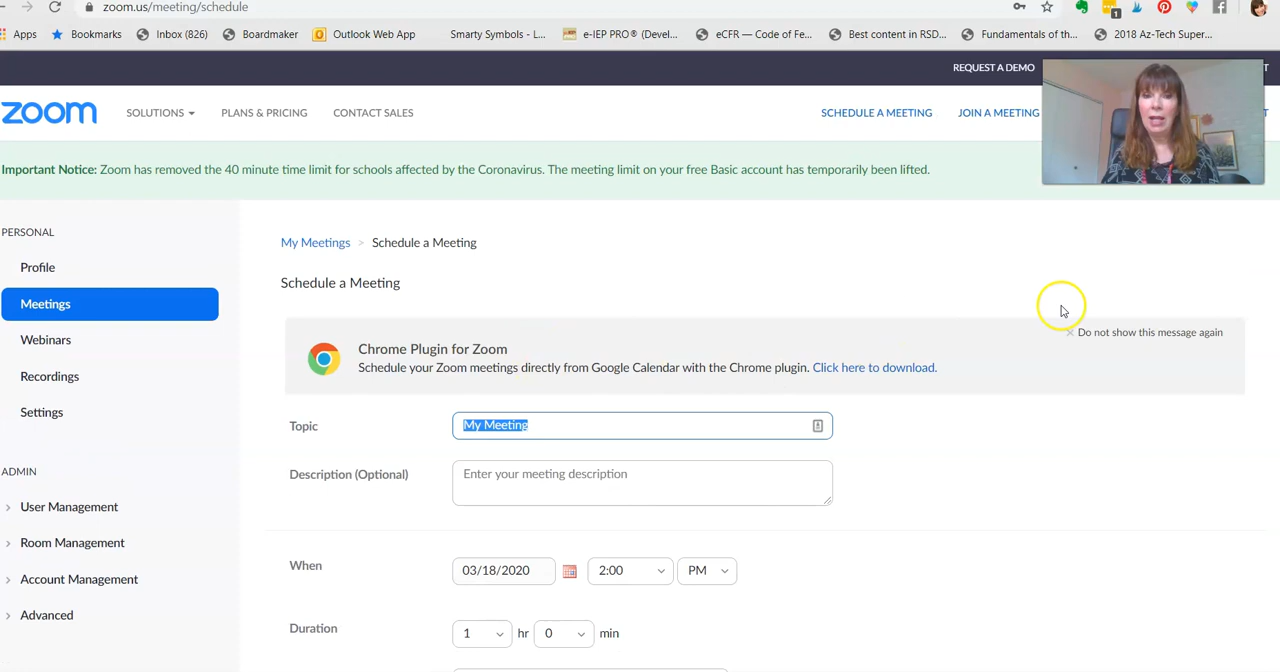 zoom.us/meeting/schedule
1
Apps Bookmarks Inbox (826) Boardmaker Outlook Web App Smarty Symbols - L... e-IEP PRO® (Devel... eCFR — Code of Fe... Best content in RSD... Fundamentals of th... 2018 Az-Tech Super...
REQUEST A DEMO
zoom SOLUTIONS PLANS & PRICING CONTACT SALES SCHEDULE A MEETING JOIN A MEETING
Important Notice: Zoom has removed the 40 minute time limit for schools affected by the Coronavirus. The meeting limit on your free Basic account has temporarily been lifted.
PERSONAL
Profile
Meetings
Webinars
Recordings
Settings
ADMIN
User Management
Room Management
Account Management
Advanced
My Meetings > Schedule a Meeting
Schedule a Meeting
× Do not show this message again
Chrome Plugin for Zoom
Schedule your Zoom meetings directly from Google Calendar with the Chrome plugin. Click here to download.
Topic My Meeting
Description (Optional) Enter your meeting description
When 03/18/2020 2:00 PM
Duration 1 hr 0 min